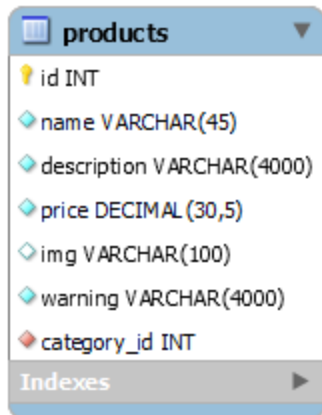 products
id INT
name VARCHAR(45)
description VARCHAR(4000)
price DECIMAL(30,5)
img VARCHAR(100)
warning VARCHAR(4000)
category_id INT
Indexes